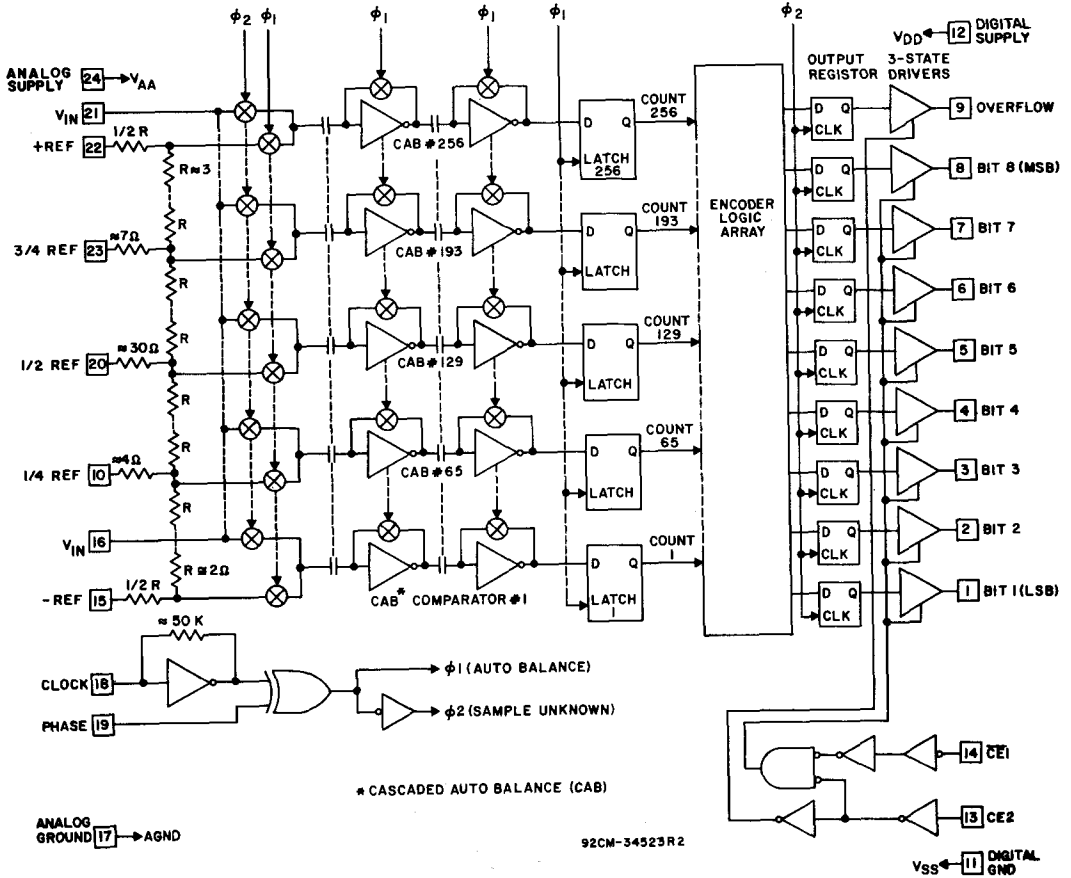 ϕ2 ϕ1 ϕ1 ϕ1 ϕ1 ϕ2
12 DIGITAL SUPPLY
VDD
ANALOG SUPPLY 24 VAA
OUTPUT REGISTER
3-STATE DRIVERS
VIN 21
+REF 22 1/2 R
R≈3
R
3/4 REF 23 ≈7Ω
R
R
1/2 REF 20 ≈30Ω
R
R
1/4 REF 10 ≈4Ω
R
VIN 16
R≅2Ω
-REF 15 1/2 R
CAB #256
D Q
LATCH 256
COUNT 256
CAB #193
D Q
LATCH
COUNT 193
CAB #129
D Q
LATCH
COUNT 129
CAB #65
D Q
LATCH
COUNT 65
CAB* COMPARATOR #1
D Q
LATCH 1
COUNT 1
ENCODER LOGIC ARRAY
D Q CLK 9 OVERFLOW
D Q CLK 8 BIT 8 (MSB)
D Q CLK 7 BIT 7
D Q CLK 6 BIT 6
D Q CLK 5 BIT 5
D Q CLK 4 BIT 4
D Q CLK 3 BIT 3
D Q CLK 2 BIT 2
D Q CLK 1 BIT 1 (LSB)
≈ 50 K
CLOCK 18
PHASE 19
ϕ1 (AUTO BALANCE)
ϕ2 (SAMPLE UNKNOWN)
14 C̅E̅1̅
13 CE2
* CASCADED AUTO BALANCE (CAB)
ANALOG GROUND 17 AGND
92CM-34523R2
VSS 11 DIGITAL GND